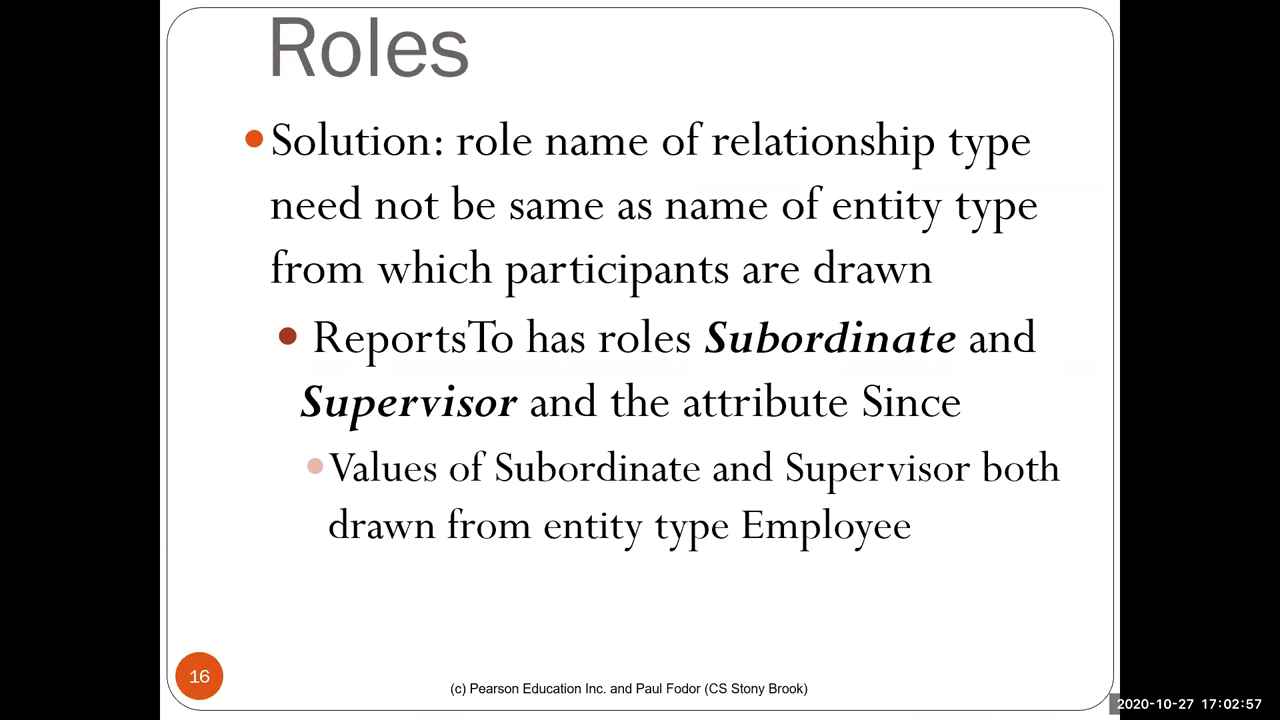 Roles
Solution: role name of relationship type
need not be same as name of entity type
from which participants are drawn
ReportsTo has roles Subordinate and
Supervisor and the attribute Since
Values of Subordinate and Supervisor both
drawn from entity type Employee
16
(c) Pearson Education Inc. and Paul Fodor (CS Stony Brook)
2020-10-27 17:02:57